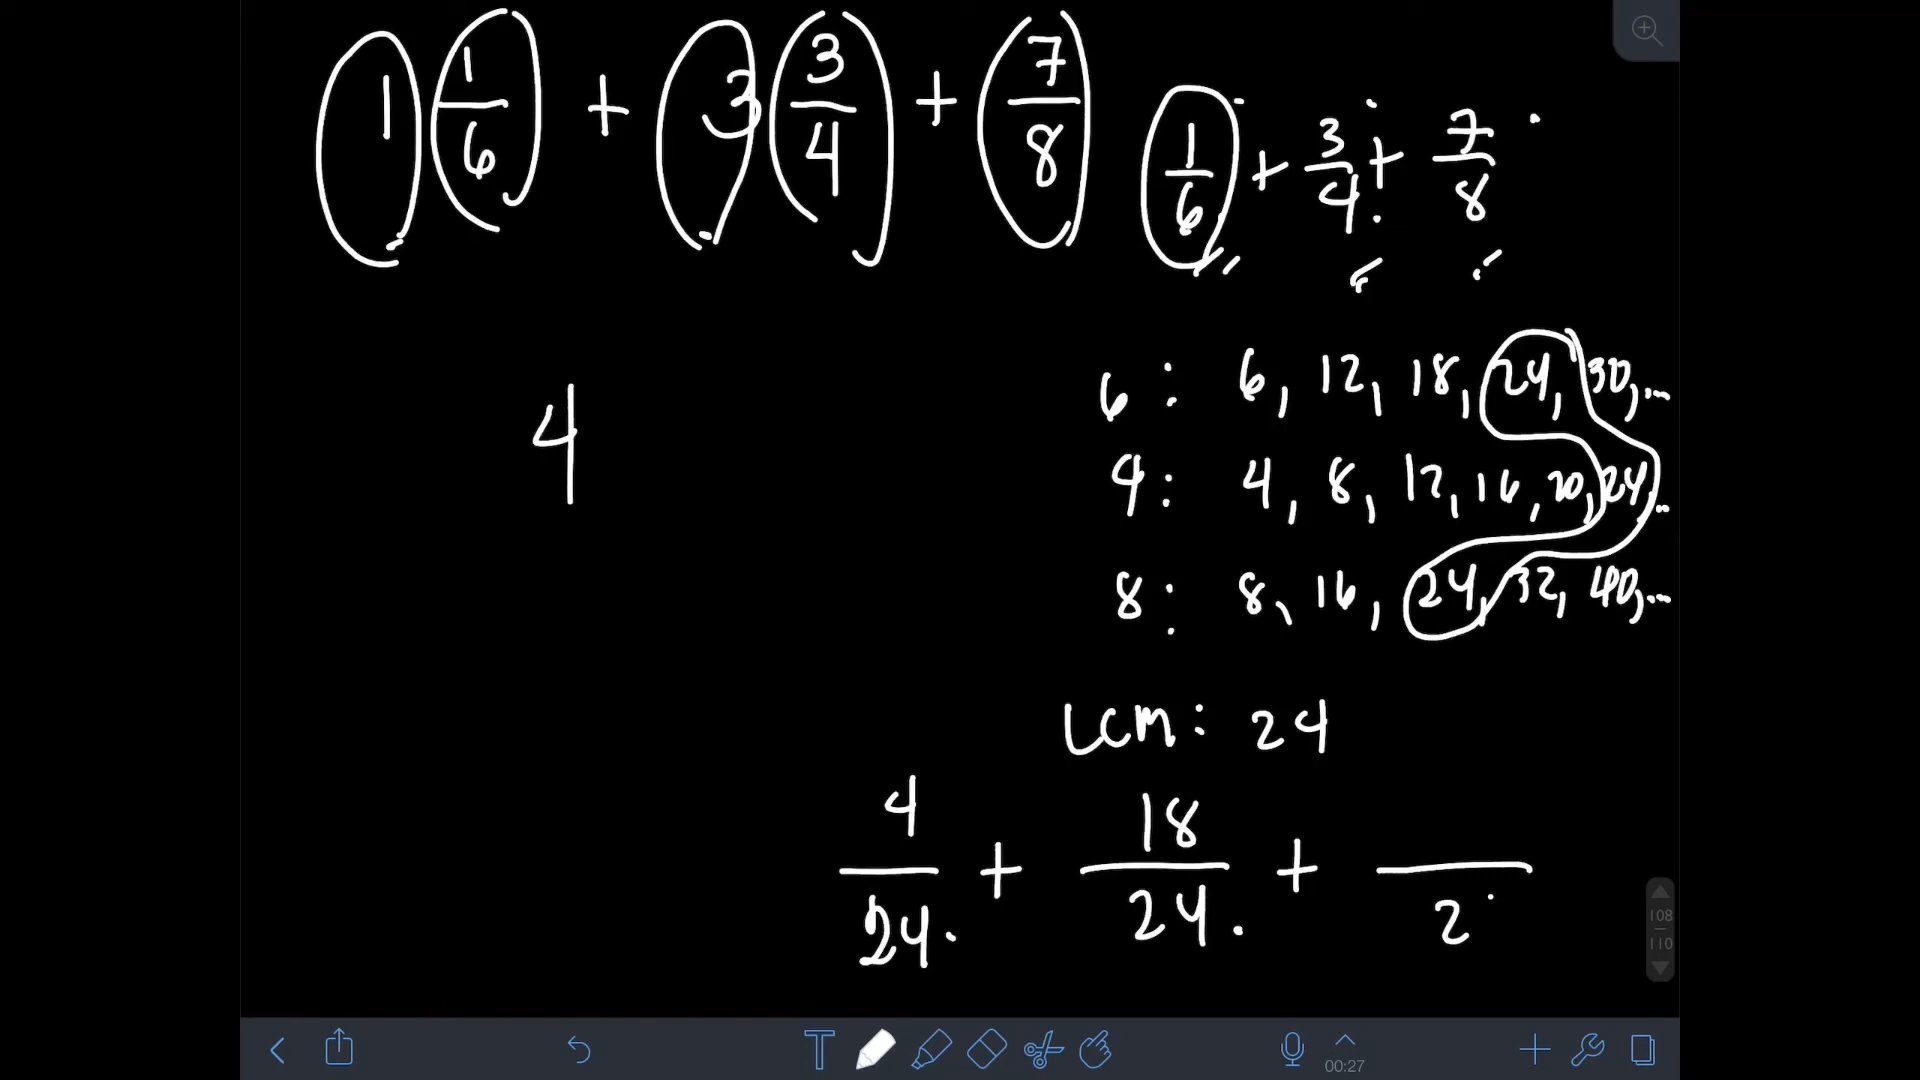 1 1/6 + 3 3/4 + 7/8
1/6 + 3/4 + 7/8
4
6: 6, 12, 18, 24, 30, ...
4: 4, 8, 12, 16, 20, 24, ..
8: 8, 16, 24, 32, 40, ...
LCM: 24
4/24 + 18/24 + /2
108
110
T
00:27